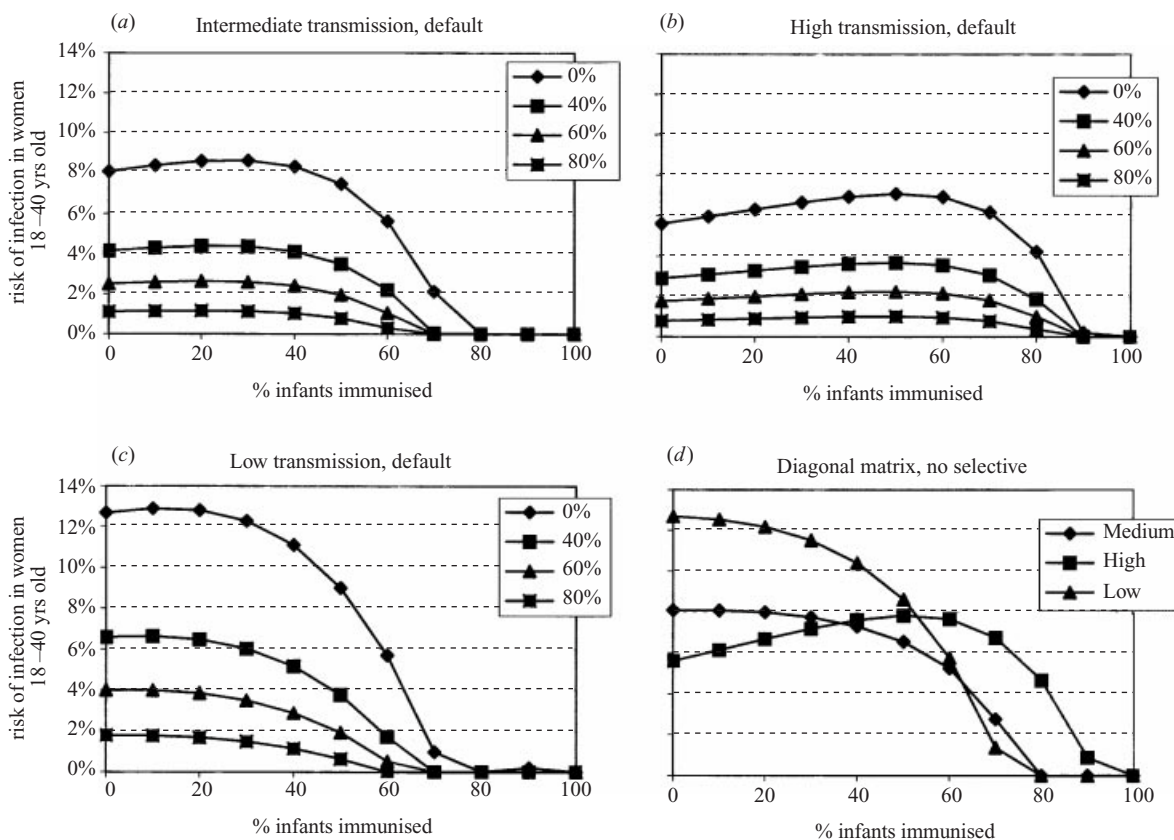 (a)
Intermediate transmission, default
14%
12%
10%
8%
6%
4%
2%
0%
risk of infection in women
18–40 yrs old
0%
40%
60%
80%
0 20 40 60 80 100
% infants immunised
(b)
High transmission, default
0%
40%
60%
80%
0 20 40 60 80 100
% infants immunised
(c)
Low transmission, default
14%
12%
10%
8%
6%
4%
2%
0%
risk of infection in women
18–40 yrs old
0%
40%
60%
80%
0 20 40 60 80 100
% infants immunised
(d)
Diagonal matrix, no selective
Medium
High
Low
0 20 40 60 80 100
% infants immunised